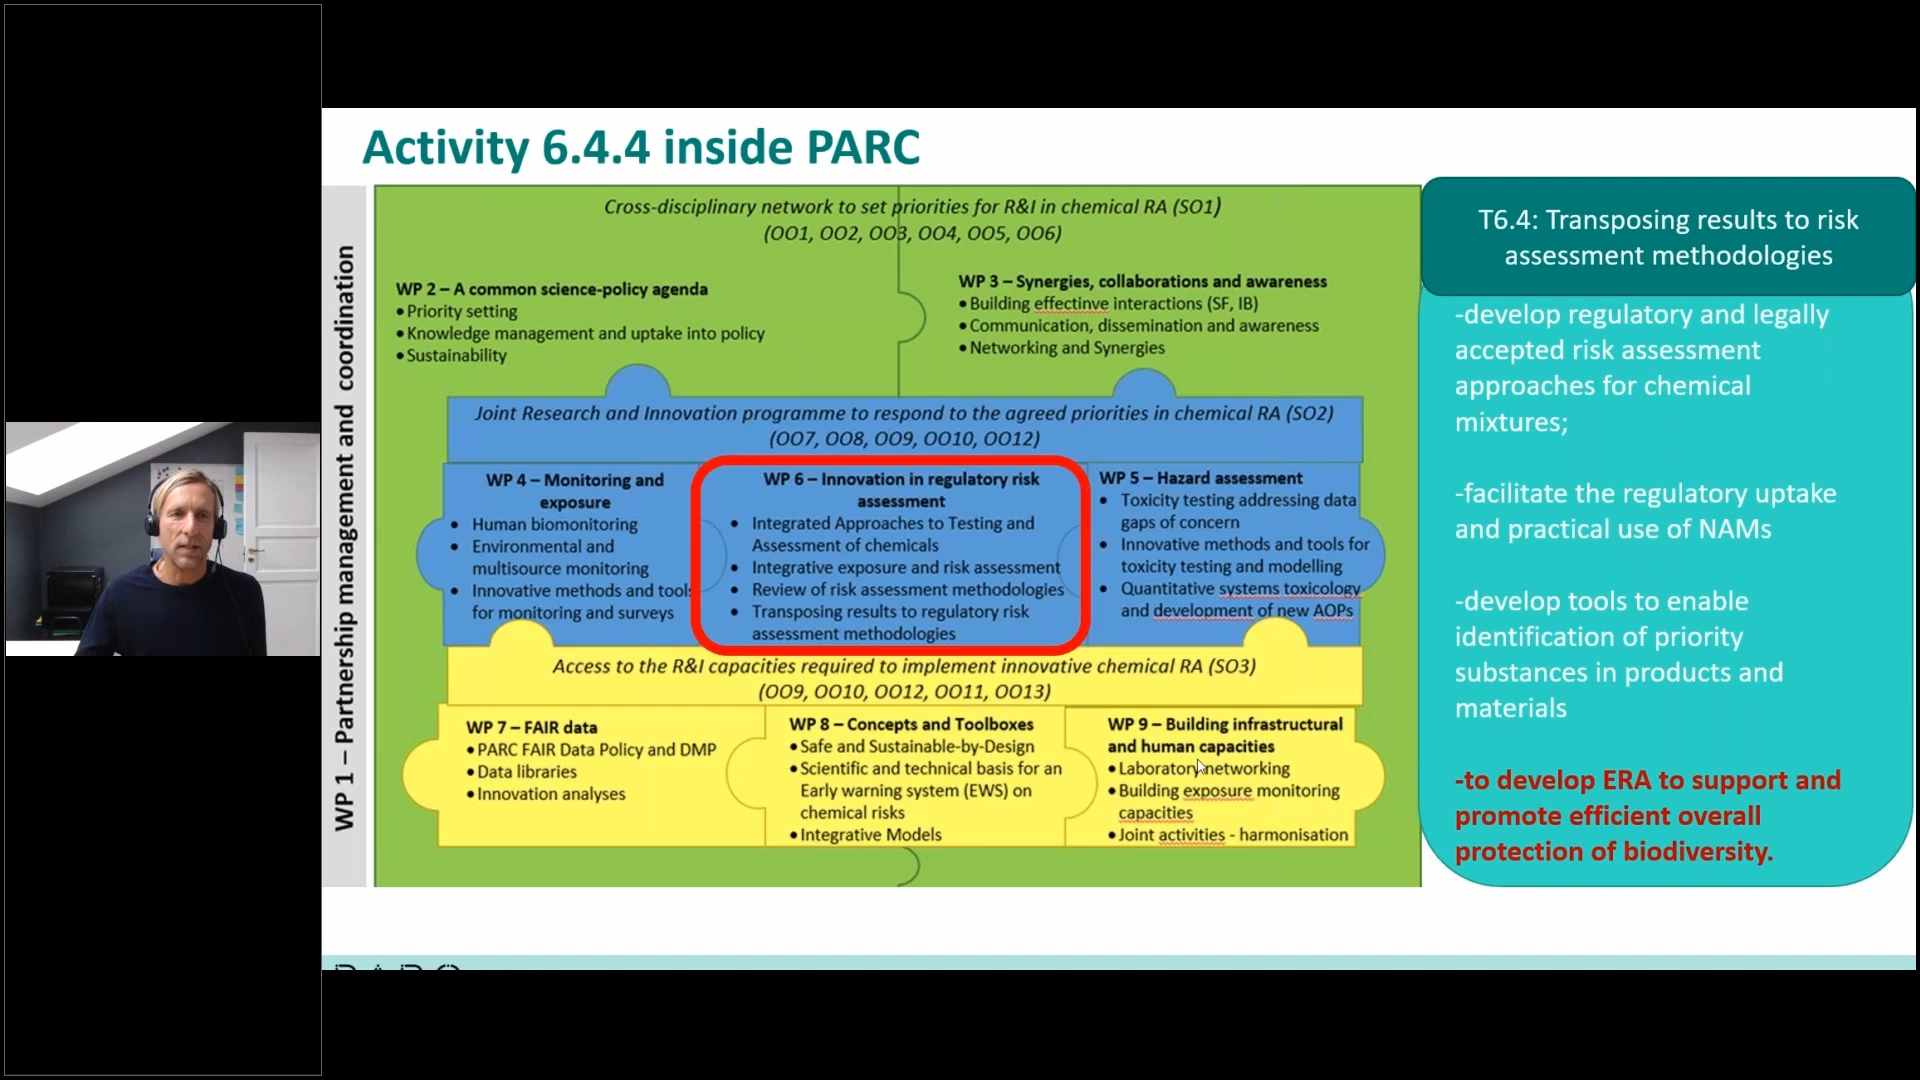 Activity 6.4.4 inside PARC
WP 1 – Partnership management and coordination
Cross-disciplinary network to set priorities for R&I in chemical RA (SO1)
(OO1, OO2, OO3, OO4, OO5, OO6)
WP 2 – A common science-policy agenda
• Priority setting
• Knowledge management and uptake into policy
• Sustainability
WP 3 – Synergies, collaborations and awareness
• Building effectinve interactions (SF, IB)
• Communication, dissemination and awareness
• Networking and Synergies
Joint Research and Innovation programme to respond to the agreed priorities in chemical RA (SO2)
(OO7, OO8, OO9, OO10, OO12)
WP 4 – Monitoring and
exposure
• Human biomonitoring
• Environmental and
multisource monitoring
• Innovative methods and tools
for monitoring and surveys
WP 6 – Innovation in regulatory risk
assessment
• Integrated Approaches to Testing and
Assessment of chemicals
• Integrative exposure and risk assessment
• Review of risk assessment methodologies
• Transposing results to regulatory risk
assessment methodologies
WP 5 – Hazard assessment
• Toxicity testing addressing data
gaps of concern
• Innovative methods and tools for
toxicity testing and modelling
• Quantitative systems toxicology
and development of new AOPs
Access to the R&I capacities required to implement innovative chemical RA (SO3)
(OO9, OO10, OO12, OO11, OO13)
WP 7 – FAIR data
• PARC FAIR Data Policy and DMP
• Data libraries
• Innovation analyses
WP 8 – Concepts and Toolboxes
• Safe and Sustainable-by-Design
• Scientific and technical basis for an
Early warning system (EWS) on
chemical risks
• Integrative Models
WP 9 – Building infrastructural
and human capacities
• Laboratory networking
• Building exposure monitoring
capacities
• Joint activities - harmonisation
T6.4: Transposing results to risk
assessment methodologies
-develop regulatory and legally
accepted risk assessment
approaches for chemical
mixtures;
-facilitate the regulatory uptake
and practical use of NAMs
-develop tools to enable
identification of priority
substances in products and
materials
-to develop ERA to support and
promote efficient overall
protection of biodiversity.